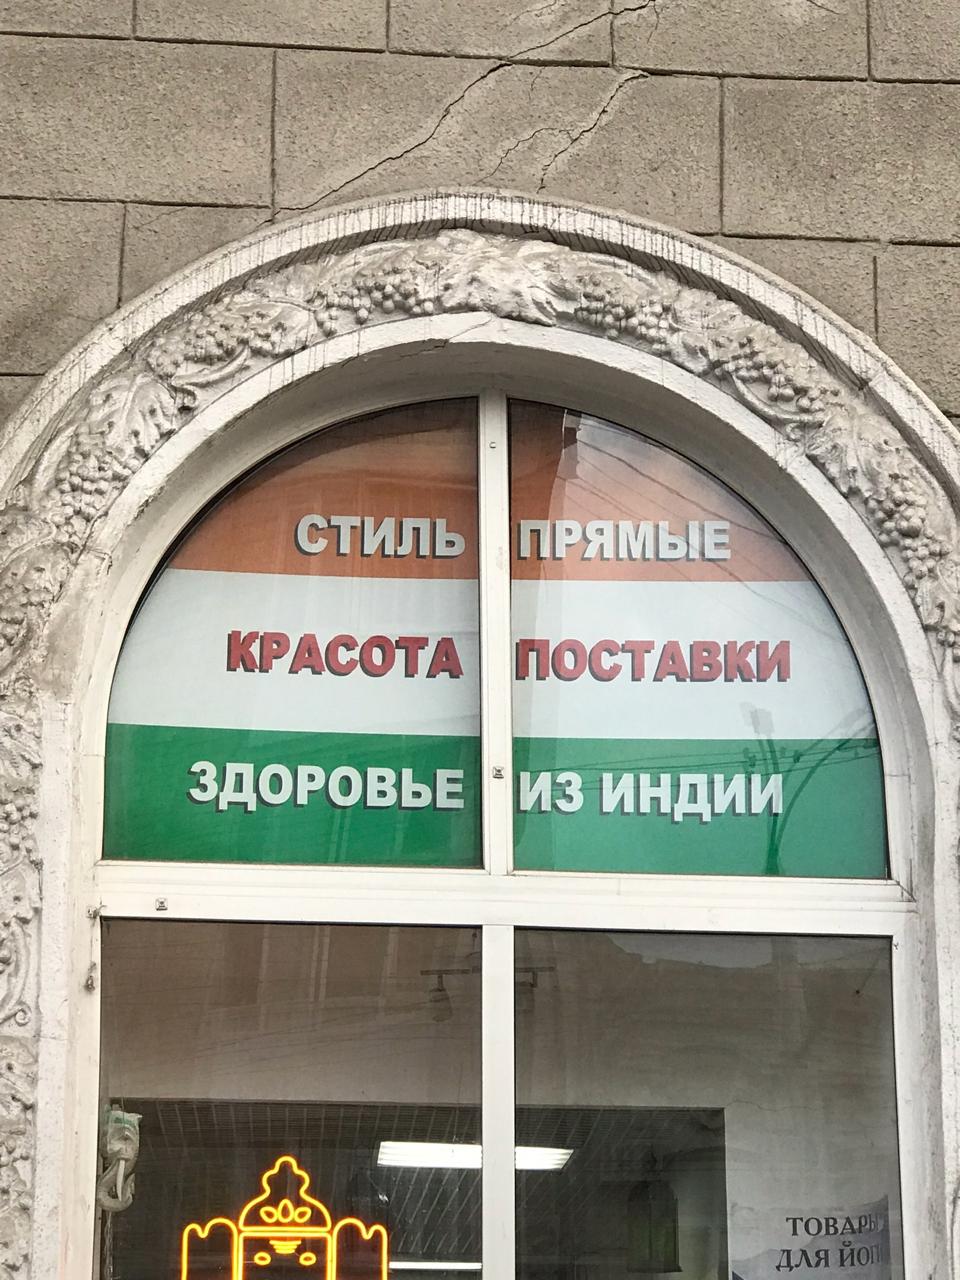 СТИЛЬ
КРАСОТА
ЗДОРОВЬЕ
ПРЯМЫЕ
ПОСТАВКИ
ИЗ ИНДИИ
ТОВАРЫ
ДЛЯ ЙОГИ